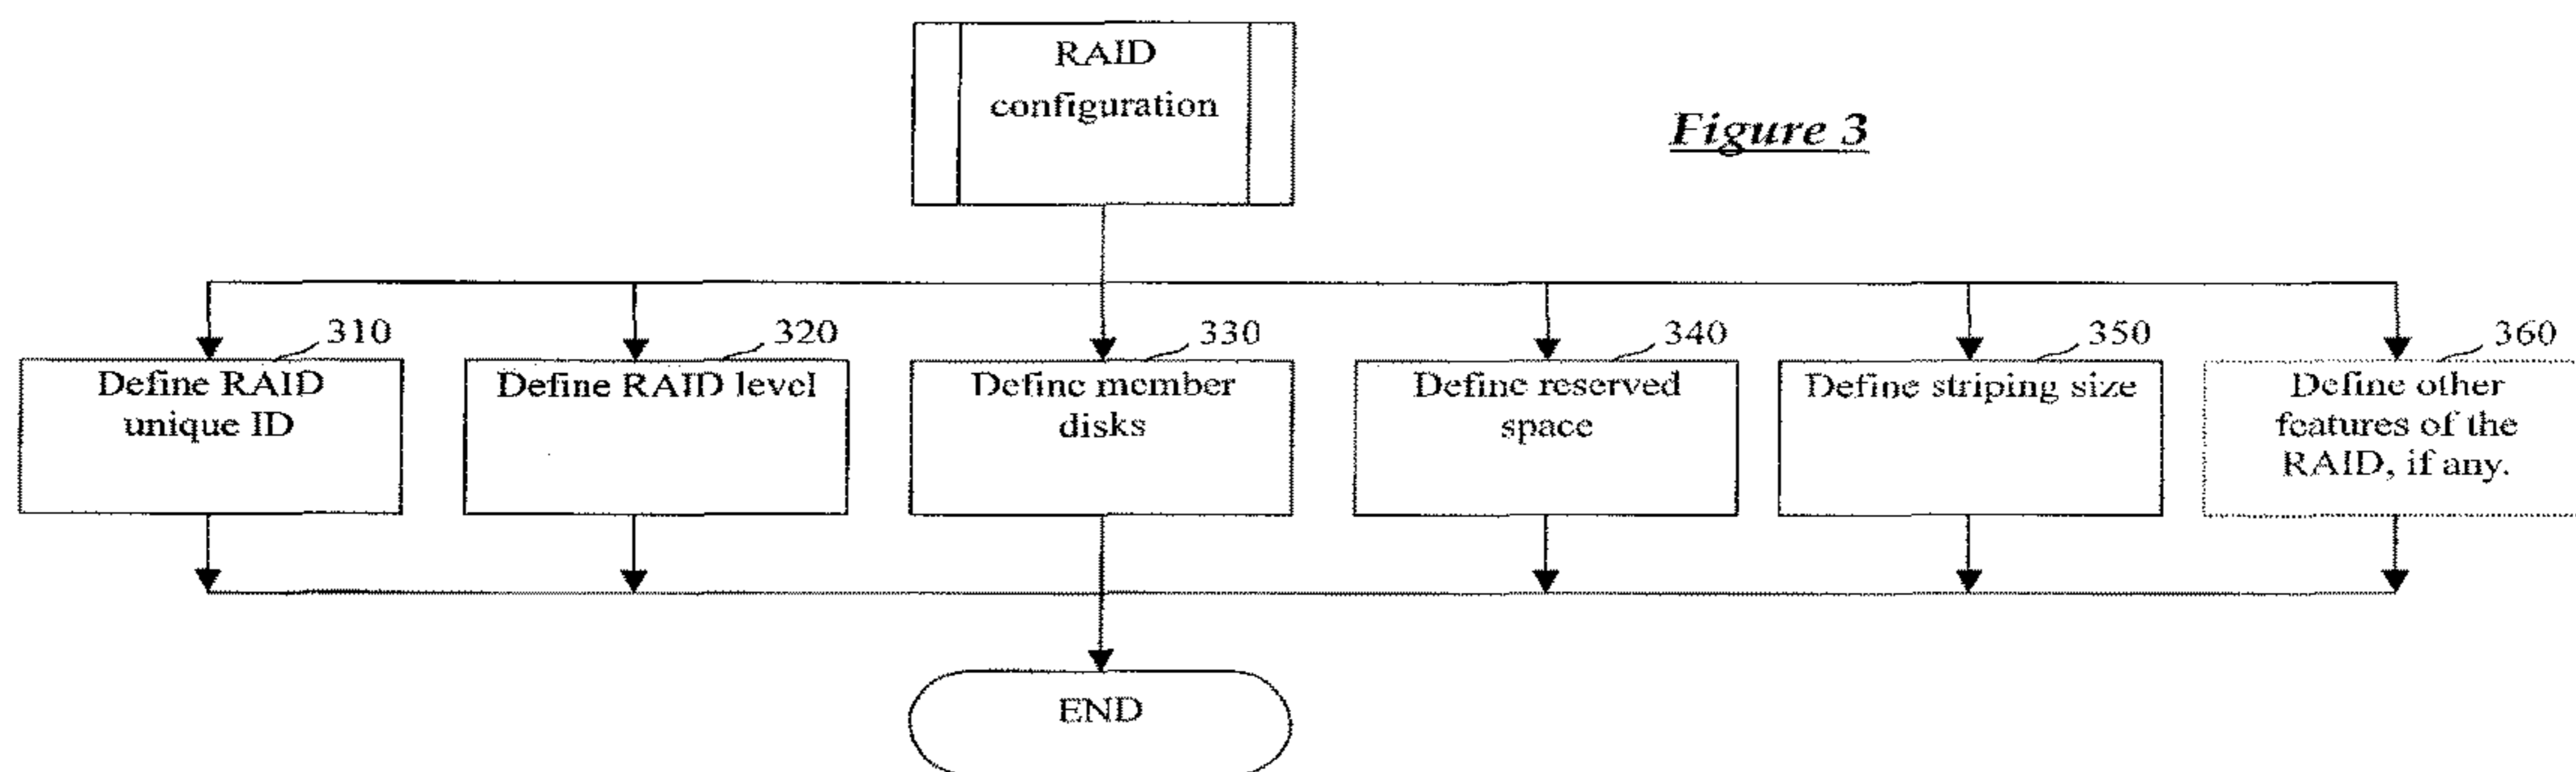 RAID
configuration
Figure 3
310
Define RAID
unique ID
320
Define RAID level
330
Define member
disks
340
Define reserved
space
350
Define striping size
360
Define other
features of the
RAID, if any.
END